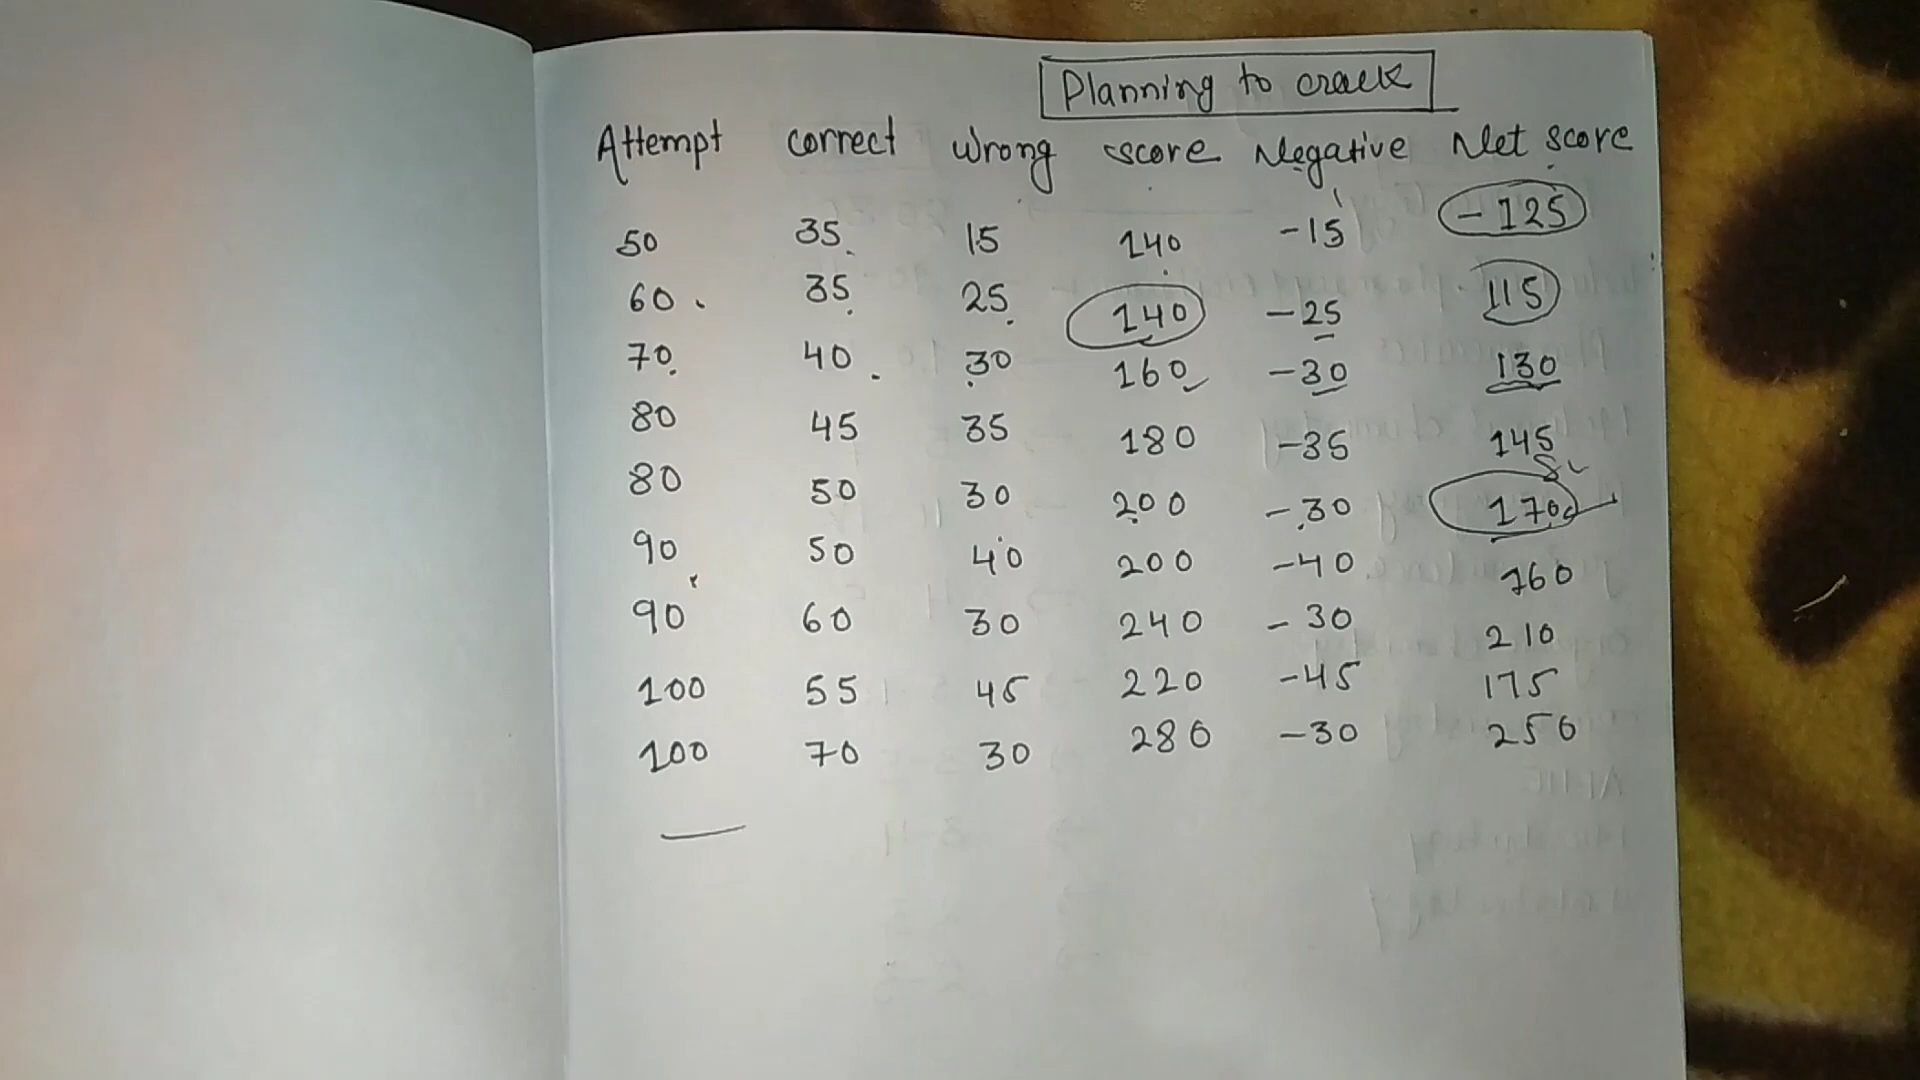 Planning to crack
Attempt correct wrong score Negative Net score
50 35 15 140 -15 -125
60 35 25 140 -25 115
70 40 30 160 -30 130
80 45 35 180 -35 145
80 50 30 200 -30 170
90 50 40 200 -40 160
90 60 30 240 -30 210
100 55 45 220 -45 175
100 70 30 280 -30 250